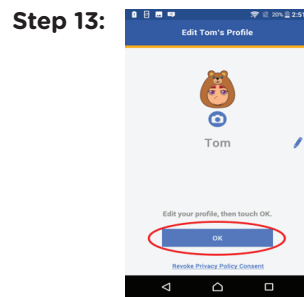 Step 13:
20% 2:51
Edit Tom's Profile
Tom
Edit your profile, then touch OK.
OK
Revoke Privacy Policy Consent